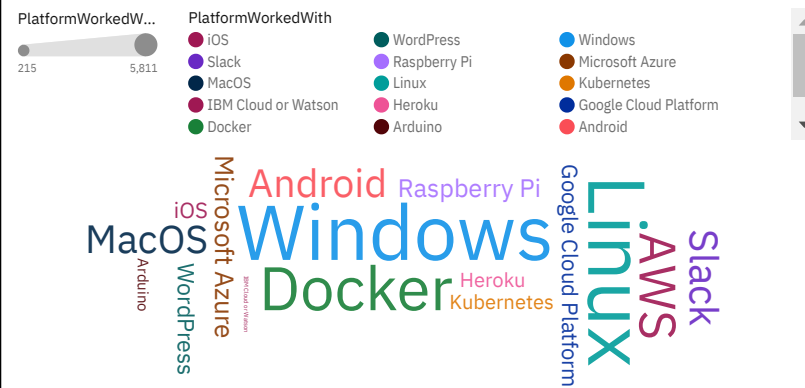 PlatformWorkedW...
215 5,811
PlatformWorkedWith
iOS WordPress Windows
Slack Raspberry Pi Microsoft Azure
MacOS Linux Kubernetes
IBM Cloud or Watson Heroku Google Cloud Platform
Docker Arduino Android
Microsoft Azure
Android
Raspberry Pi
Google Cloud Platform
Linux
iOS
Windows
MacOS
.AWS
Slack
Arduino
WordPress
IBM Cloud or Watson
Docker
Heroku
Kubernetes